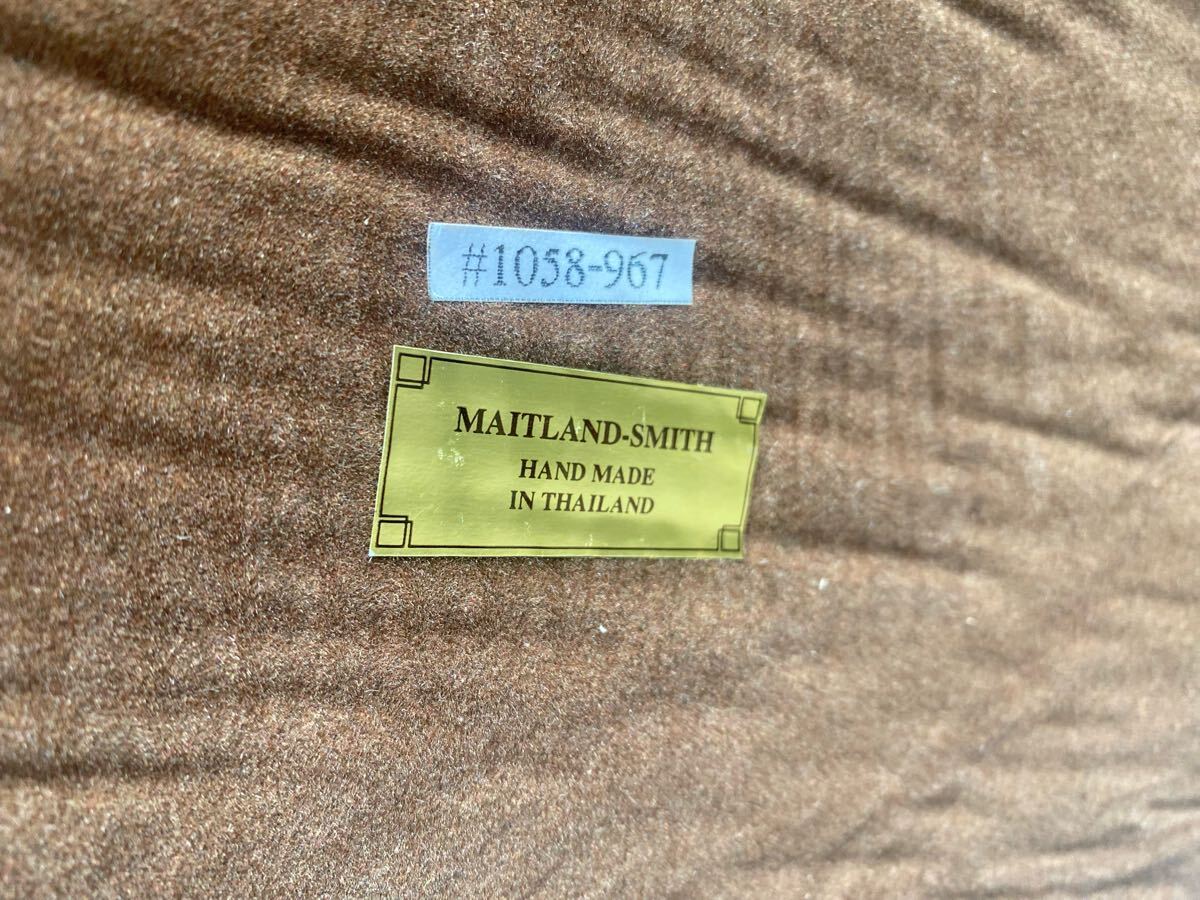 #1058-967
MAITLAND-SMITH
HAND MADE
IN THAILAND